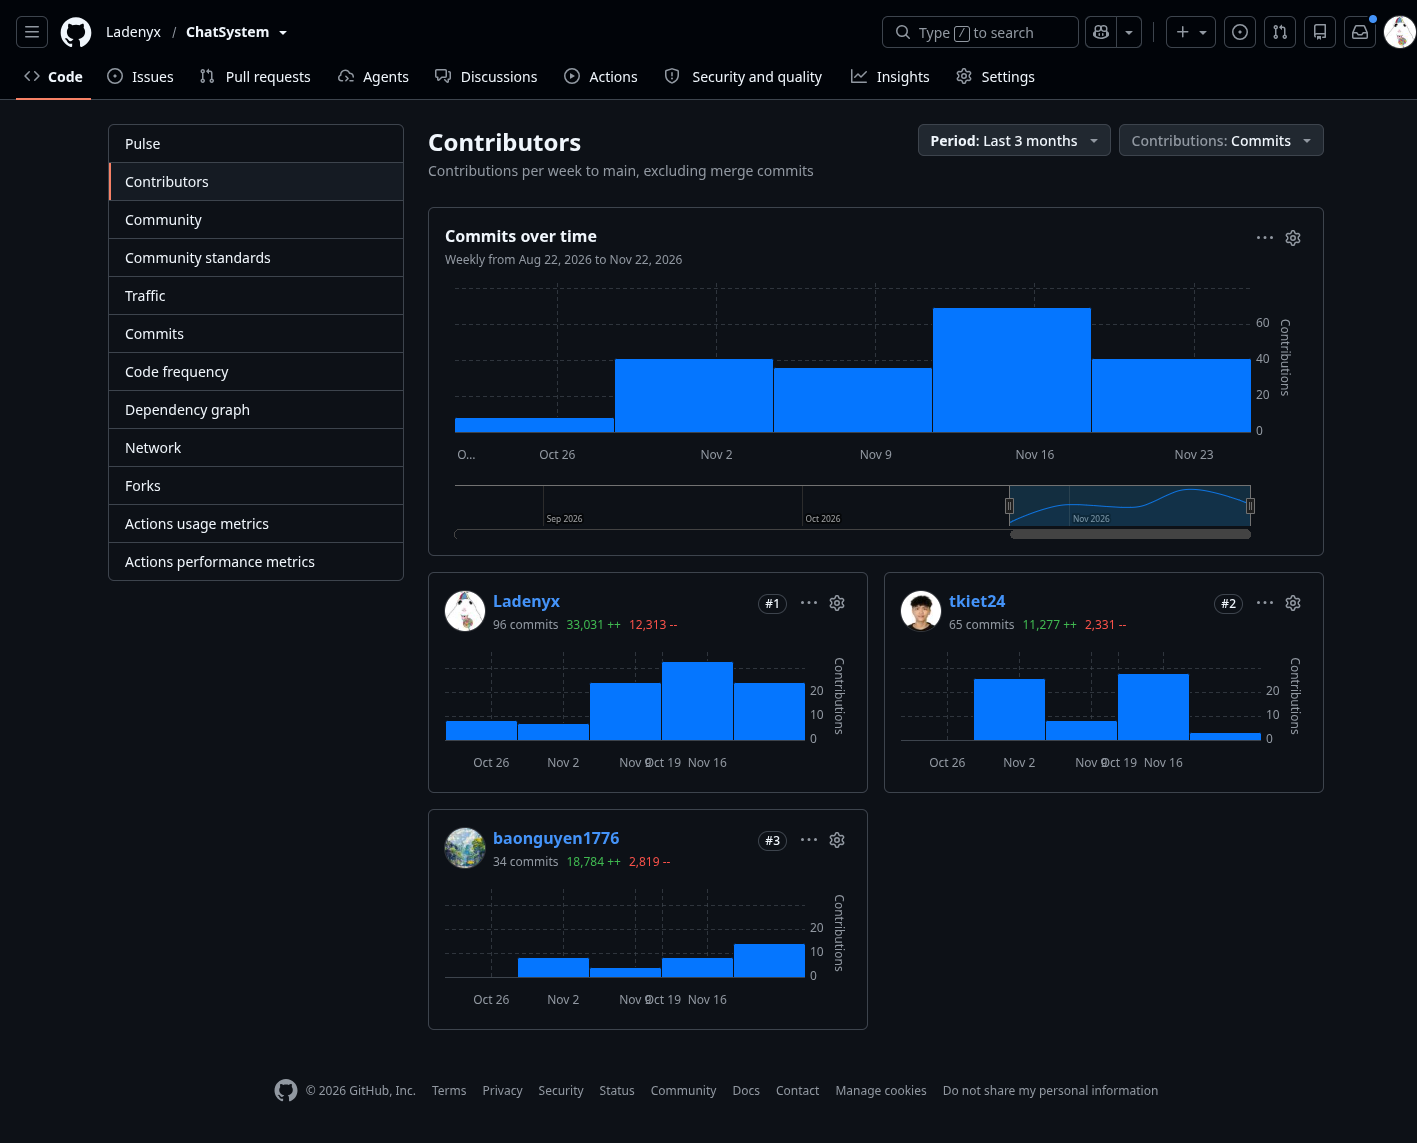 Ladenyx / ChatSystem
Type / to search
Code Issues Pull requests Agents Discussions Actions Security and quality Insights Settings
Pulse
Contributors
Community
Community standards
Traffic
Commits
Code frequency
Dependency graph
Network
Forks
Actions usage metrics
Actions performance metrics
Contributors
Period: Last 3 months
Contributions: Commits
Contributions per week to main, excluding merge commits
Commits over time
Weekly from Aug 22, 2026 to Nov 22, 2026
60
40
20
0
Contributions
O... Oct 26 Nov 2 Nov 9 Nov 16 Nov 23
Sep 2026 Oct 2026 Nov 2026
Ladenyx
#1
96 commits 33,031 ++ 12,313 --
20
10
0
Contributions
Oct 26 Nov 2 Nov 9 Oct 19 Nov 16
tkiet24
#2
65 commits 11,277 ++ 2,331 --
20
10
0
Contributions
Oct 26 Nov 2 Nov 9 Oct 19 Nov 16
baonguyen1776
#3
34 commits 18,784 ++ 2,819 --
20
10
0
Contributions
Oct 26 Nov 2 Nov 9 Oct 19 Nov 16
© 2026 GitHub, Inc. Terms Privacy Security Status Community Docs Contact Manage cookies Do not share my personal information